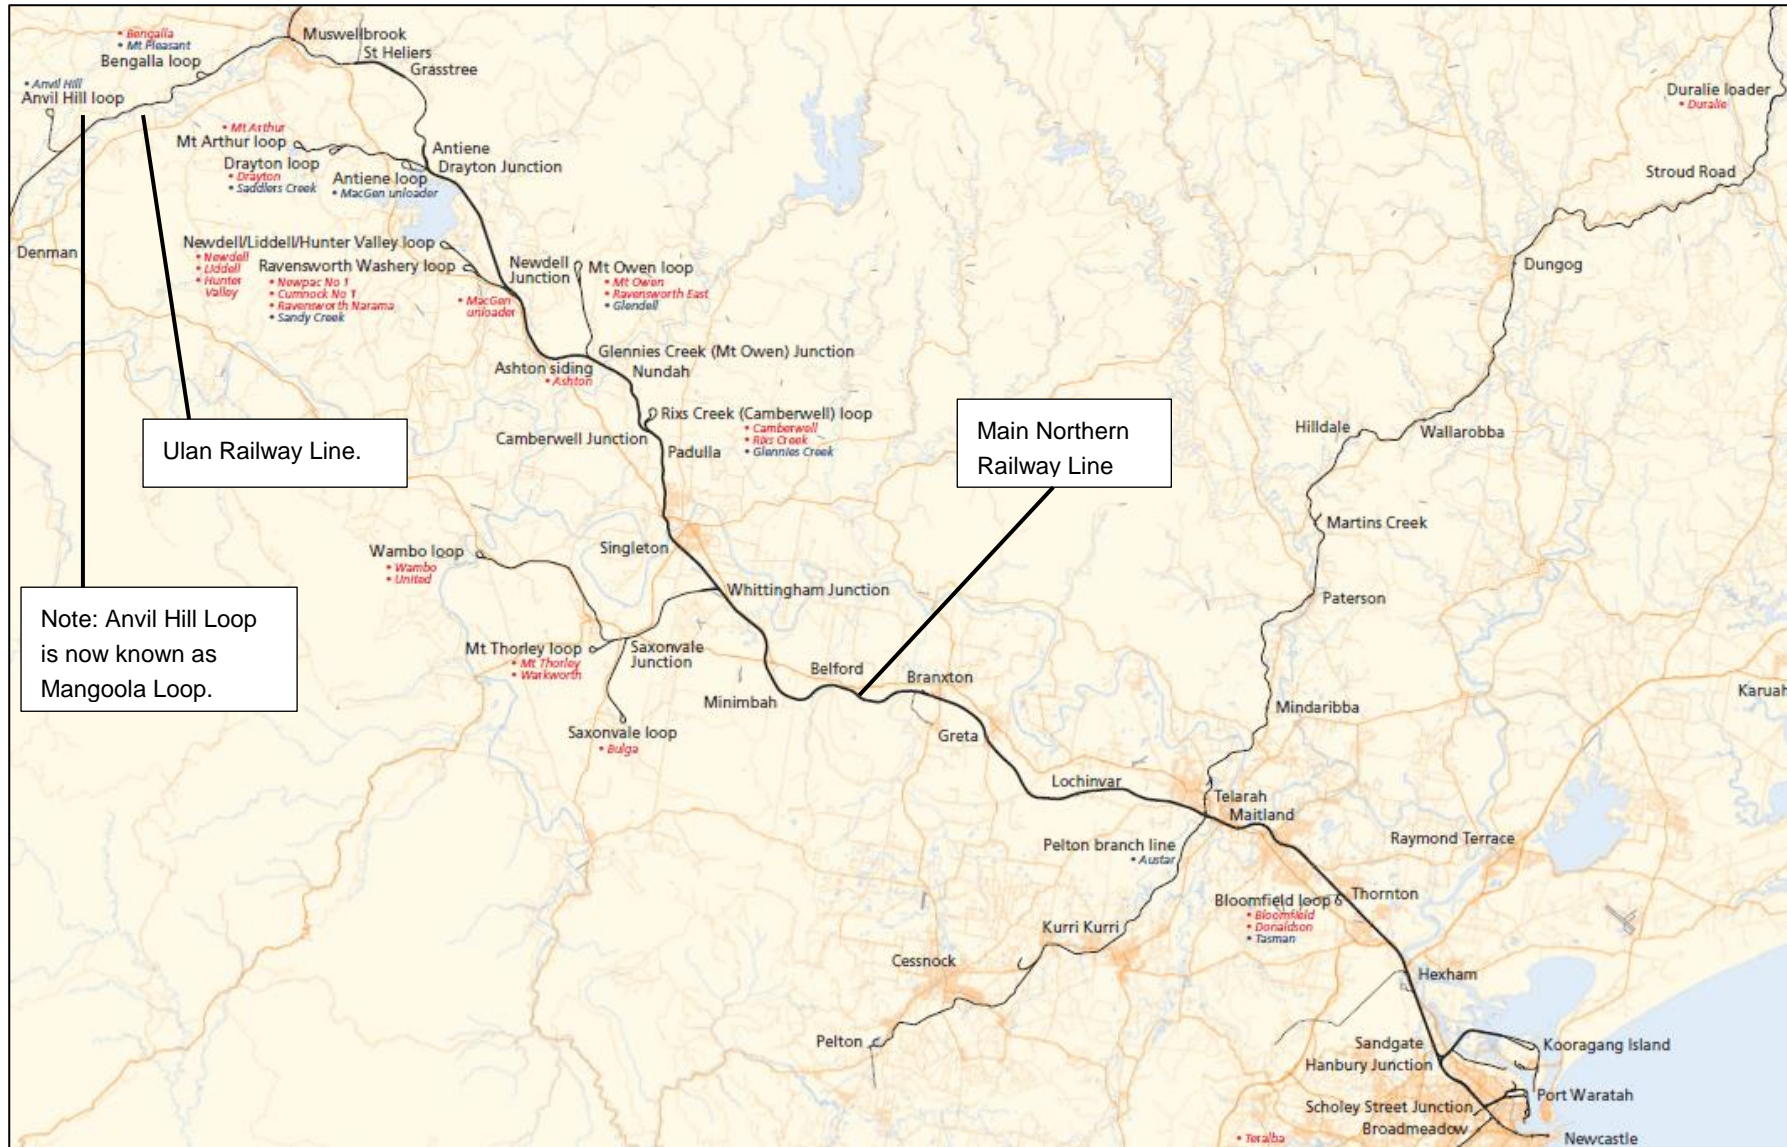 • Bengalla
• Mt Pleasant
Bengalla loop
Muswellbrook
St Heliers
Grasstree
• Anvil Hill
Anvil Hill loop
• Mt Arthur
Mt Arthur loop
Drayton loop
• Drayton
• Saddlers Creek
Antiene
Drayton Junction
Antiene loop
• MacGen unloader
Duralie loader
• Duralie
Stroud Road
Denman
Newdell/Liddell/Hunter Valley loop
• Newdell
• Liddell
• Hunter
Valley
Ravensworth Washery loop
• Newpac No 1
• Cumnock No 1
• Ravensworth Narama
• Sandy Creek
• MacGen
unloader
Newdell
Junction
Mt Owen loop
• Mt Owen
• Ravensworth East
• Glendell
Dungog
Glennies Creek (Mt Owen) Junction
Ashton siding
• Ashton
Nundah
Rixs Creek (Camberwell) loop
• Camberwell
• Rixs Creek
• Glennies Creek
Camberwell Junction
Padulla
Ulan Railway Line.
Main Northern
Railway Line
Hilldale
Wallarobba
Martins Creek
Singleton
Wambo loop
• Wambo
• United
Whittingham Junction
Paterson
Note: Anvil Hill Loop
is now known as
Mangoola Loop.
Mt Thorley loop
• Mt Thorley
• Warkworth
Saxonvale
Junction
Belford
Branxton
Minimbah
Mindaribba
Karuah
Saxonvale loop
• Bulga
Greta
Lochinvar
Telarah
Maitland
Raymond Terrace
Pelton branch line
• Austar
Thornton
Bloomfield loop
• Bloomfield
• Donaldson
• Tasman
Kurri Kurri
Cessnock
Hexham
Pelton
Sandgate
Hanbury Junction
Kooragang Island
Port Waratah
Scholey Street Junction
Broadmeadow
Newcastle
• Teralba